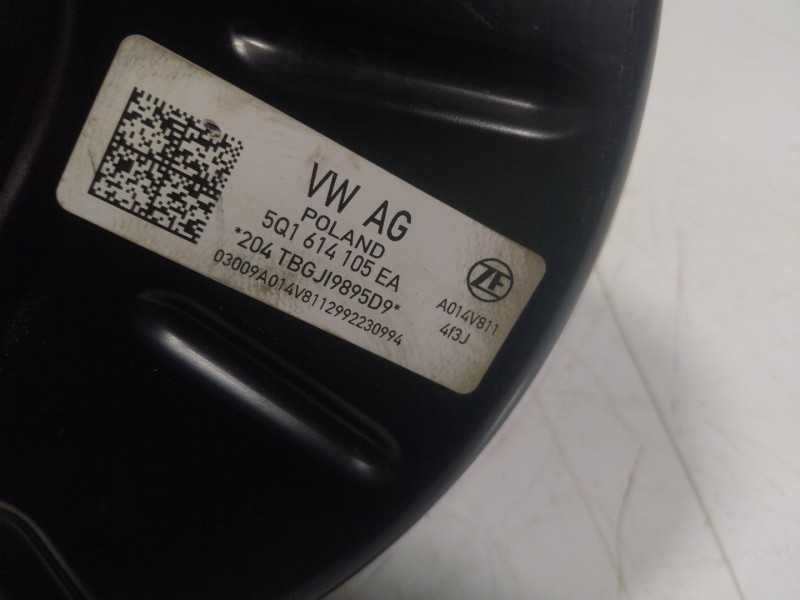 VW AG
POLAND
5Q1 614 105 EA
*204 TBGJI9895D9*
03009A014V8112992230994
ZF
A014V811
4f3J